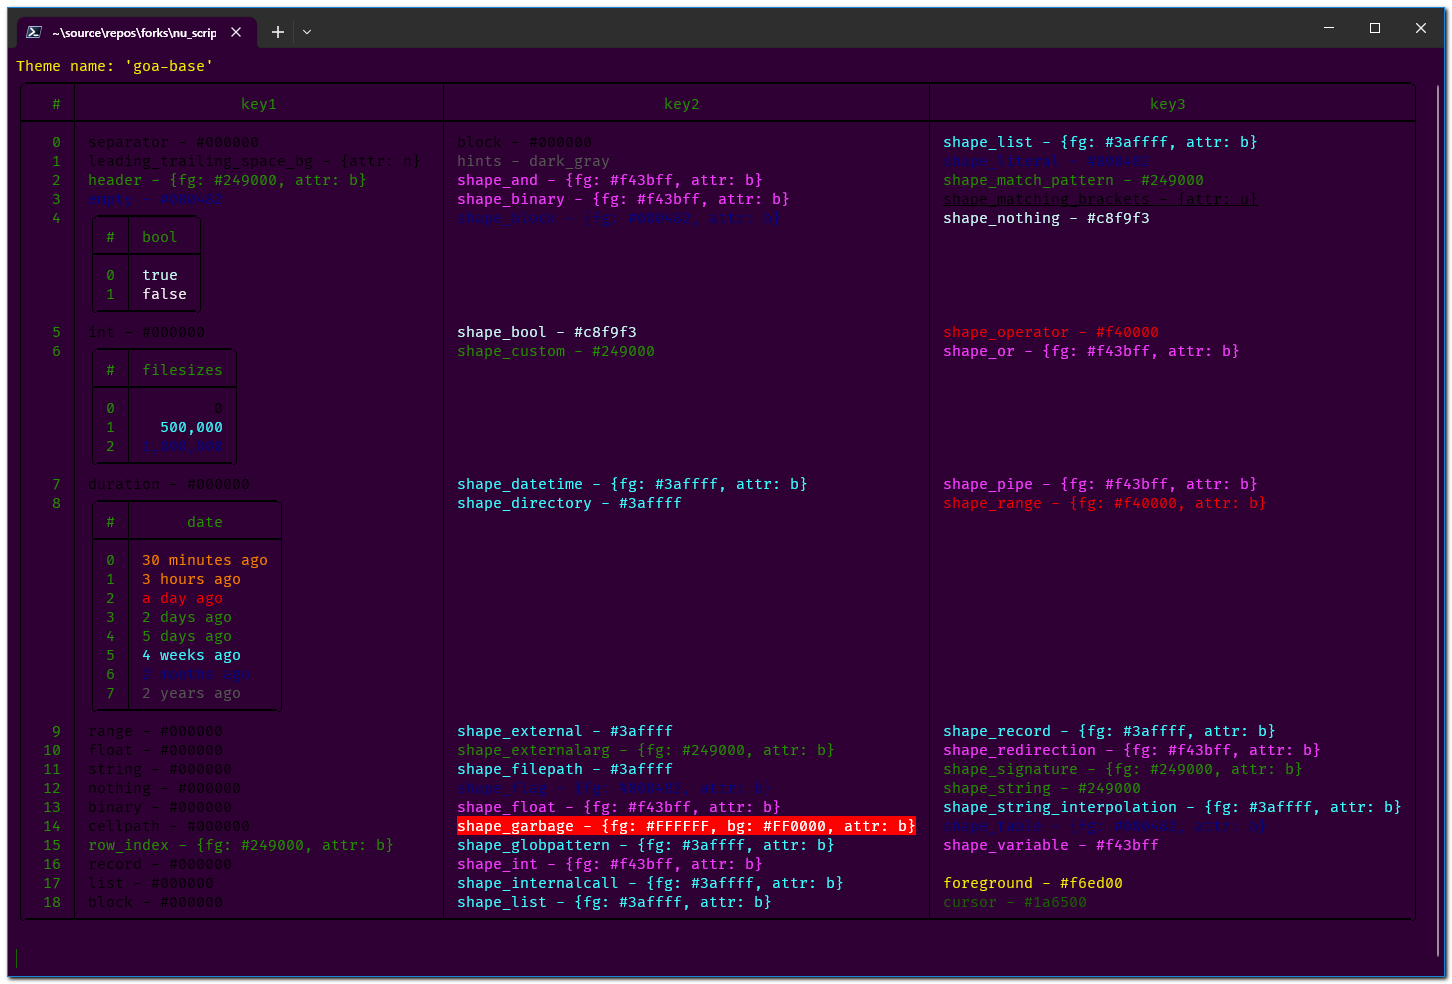 ~\source\repos\forks\nu_scrip
Theme name: 'goa-base'
# key1 key2 key3
0 separator - #000000 block - #000000 shape_list - {fg: #3affff, attr: b}
1 leading_trailing_space_bg - {attr: n} hints - dark_gray
2 header - {fg: #249000, attr: b} shape_and - {fg: #f43bff, attr: b} shape_match_pattern - #249000
3 empty - shape_binary - {fg: #f43bff, attr: b} shape_matching_brackets - {attr: u}
4 shape_block - {fg: attr: b} shape_nothing - #c8f9f3
# bool
0 true
1 false
5 int - #000000 shape_bool - #c8f9f3 shape_operator - #f40000
6 shape_custom - #249000 shape_or - {fg: #f43bff, attr: b}
# filesizes
0 0
1 500,000
2
7 duration - #000000 shape_datetime - {fg: #3affff, attr: b} shape_pipe - {fg: #f43bff, attr: b}
8 shape_directory - #3affff shape_range - {fg: #f40000, attr: b}
# date
0 30 minutes ago
1 3 hours ago
2 a day ago
3 2 days ago
4 5 days ago
5 4 weeks ago
6 months ago
7 2 years ago
9 range - #000000 shape_external - #3affff shape_record - {fg: #3affff, attr: b}
10 float - #000000 shape_externalarg - {fg: #249000, attr: b} shape_redirection - {fg: #f43bff, attr: b}
11 string - #000000 shape_filepath - #3affff shape_signature - {fg: #249000, attr: b}
12 nothing - #000000 shape_flag - {fg: attr: b} shape_string - #249000
13 binary - #000000 shape_float - {fg: #f43bff, attr: b} shape_string_interpolation - {fg: #3affff, attr: b}
14 cellpath - #000000 shape_garbage - {fg: #FFFFFF, bg: #FF0000, attr: b} shape_table - {fg: attr: b}
15 row_index - {fg: #249000, attr: b} shape_globpattern - {fg: #3affff, attr: b} shape_variable - #f43bff
16 record - #000000 shape_int - {fg: #f43bff, attr: b}
17 list - #000000 shape_internalcall - {fg: #3affff, attr: b} foreground - #f6ed00
18 block - #000000 shape_list - {fg: #3affff, attr: b} cursor - #1a6500